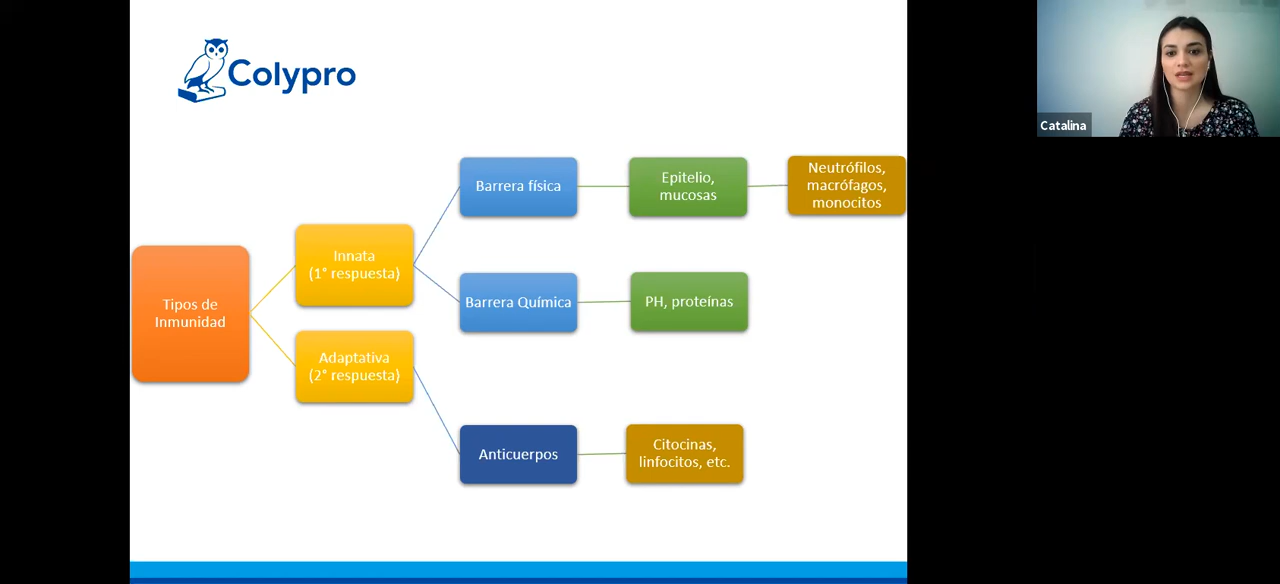 Colypro
Catalina
Tipos de
Inmunidad
Innata
(1° respuesta)
Adaptativa
(2° respuesta)
Barrera física
Epitelio,
mucosas
Neutrófilos,
macrófagos,
monocitos
Barrera Química
PH, proteínas
Anticuerpos
Citocinas,
linfocitos, etc.